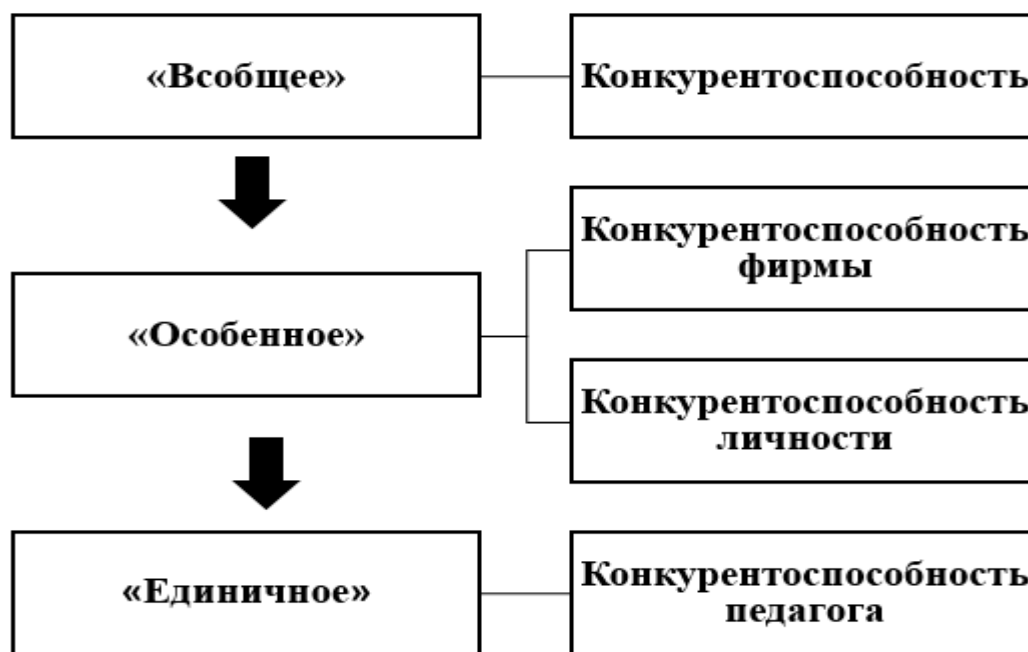 «Всобщее»
Конкурентоспособность
Конкурентоспособность
фирмы
«Особенное»
Конкурентоспособность
личности
«Единичное»
Конкурентоспособность
педагога